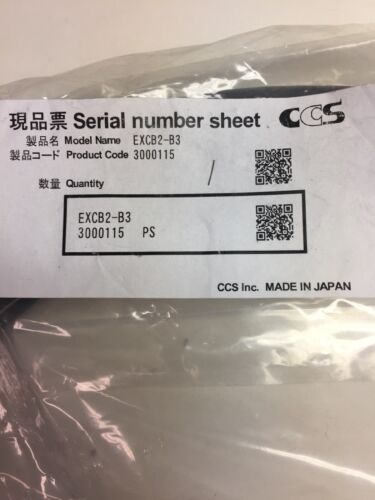 現品票 Serial number sheet CCS
製品名 Model Name EXCB2-B3
製品コード Product Code 3000115
数量 Quantity /
EXCB2-B3
3000115 PS
CCS Inc. MADE IN JAPAN